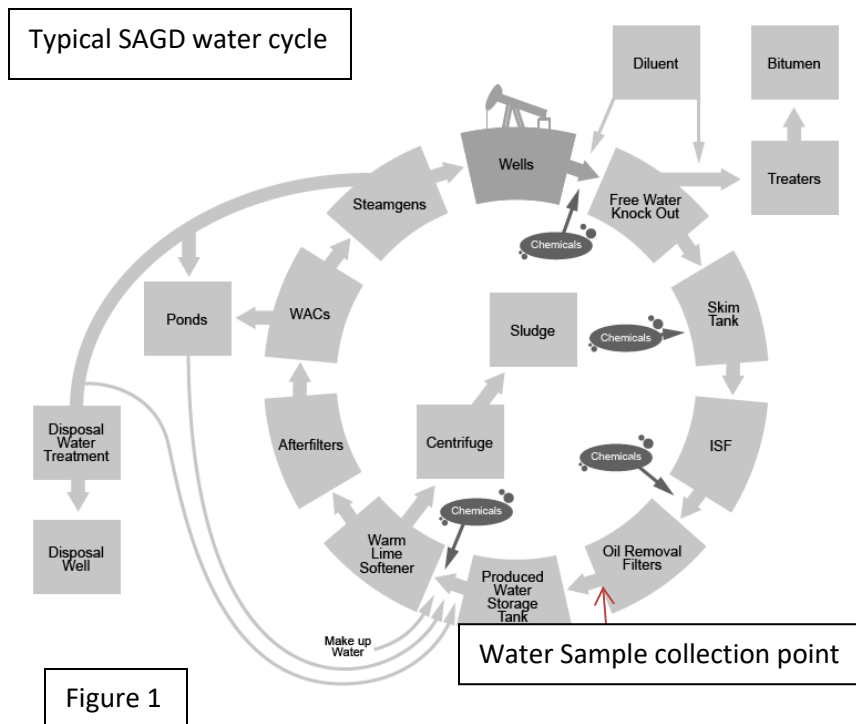 Typical SAGD water cycle
Diluent
Bitumen
Wells
Treaters
Steamgens
Free Water
Knock Out
Chemicals
WACs
Ponds
Sludge
Chemicals
Skim
Tank
Disposal
Water
Treatment
Afterfilters
Centrifuge
Chemicals
ISF
Disposal
Well
Warm
Lime
Softener
Chemicals
Oil Removal
Filters
Produced
Water
Storage
Tank
Make up
Water
Water Sample collection point
Figure 1